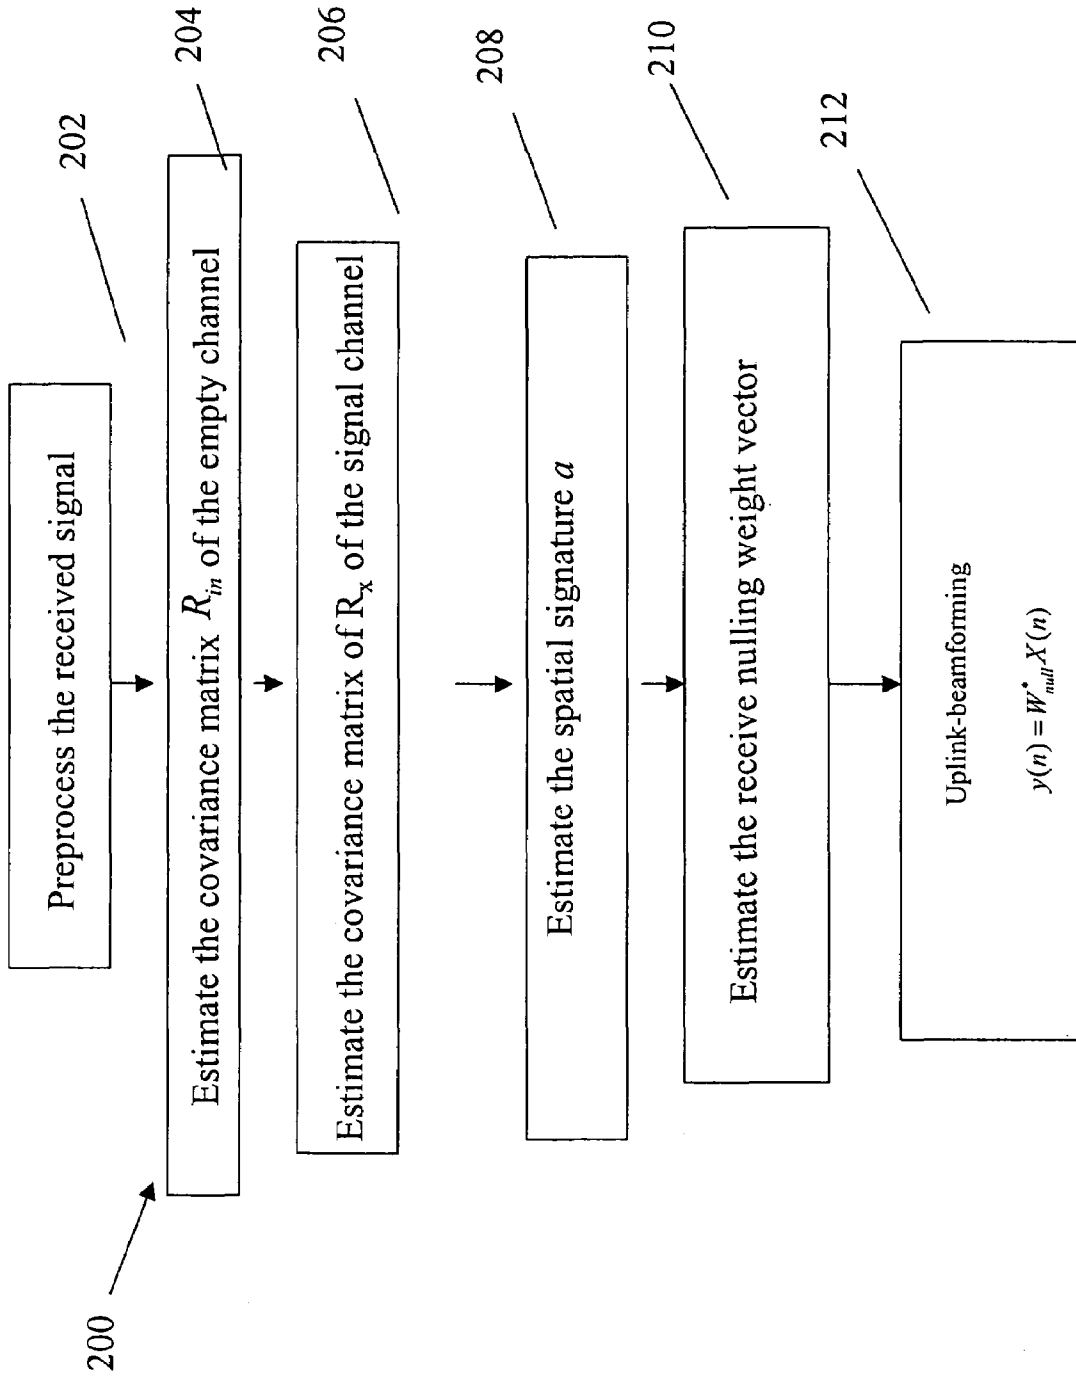 200
Preprocess the received signal
202
Estimate the covariance matrix R_in of the empty channel
204
Estimate the covariance matrix of R_x of the signal channel
206
Estimate the spatial signature a
208
Estimate the receive nulling weight vector
210
Uplink-beamforming
y(n) = W*_null X(n)
212